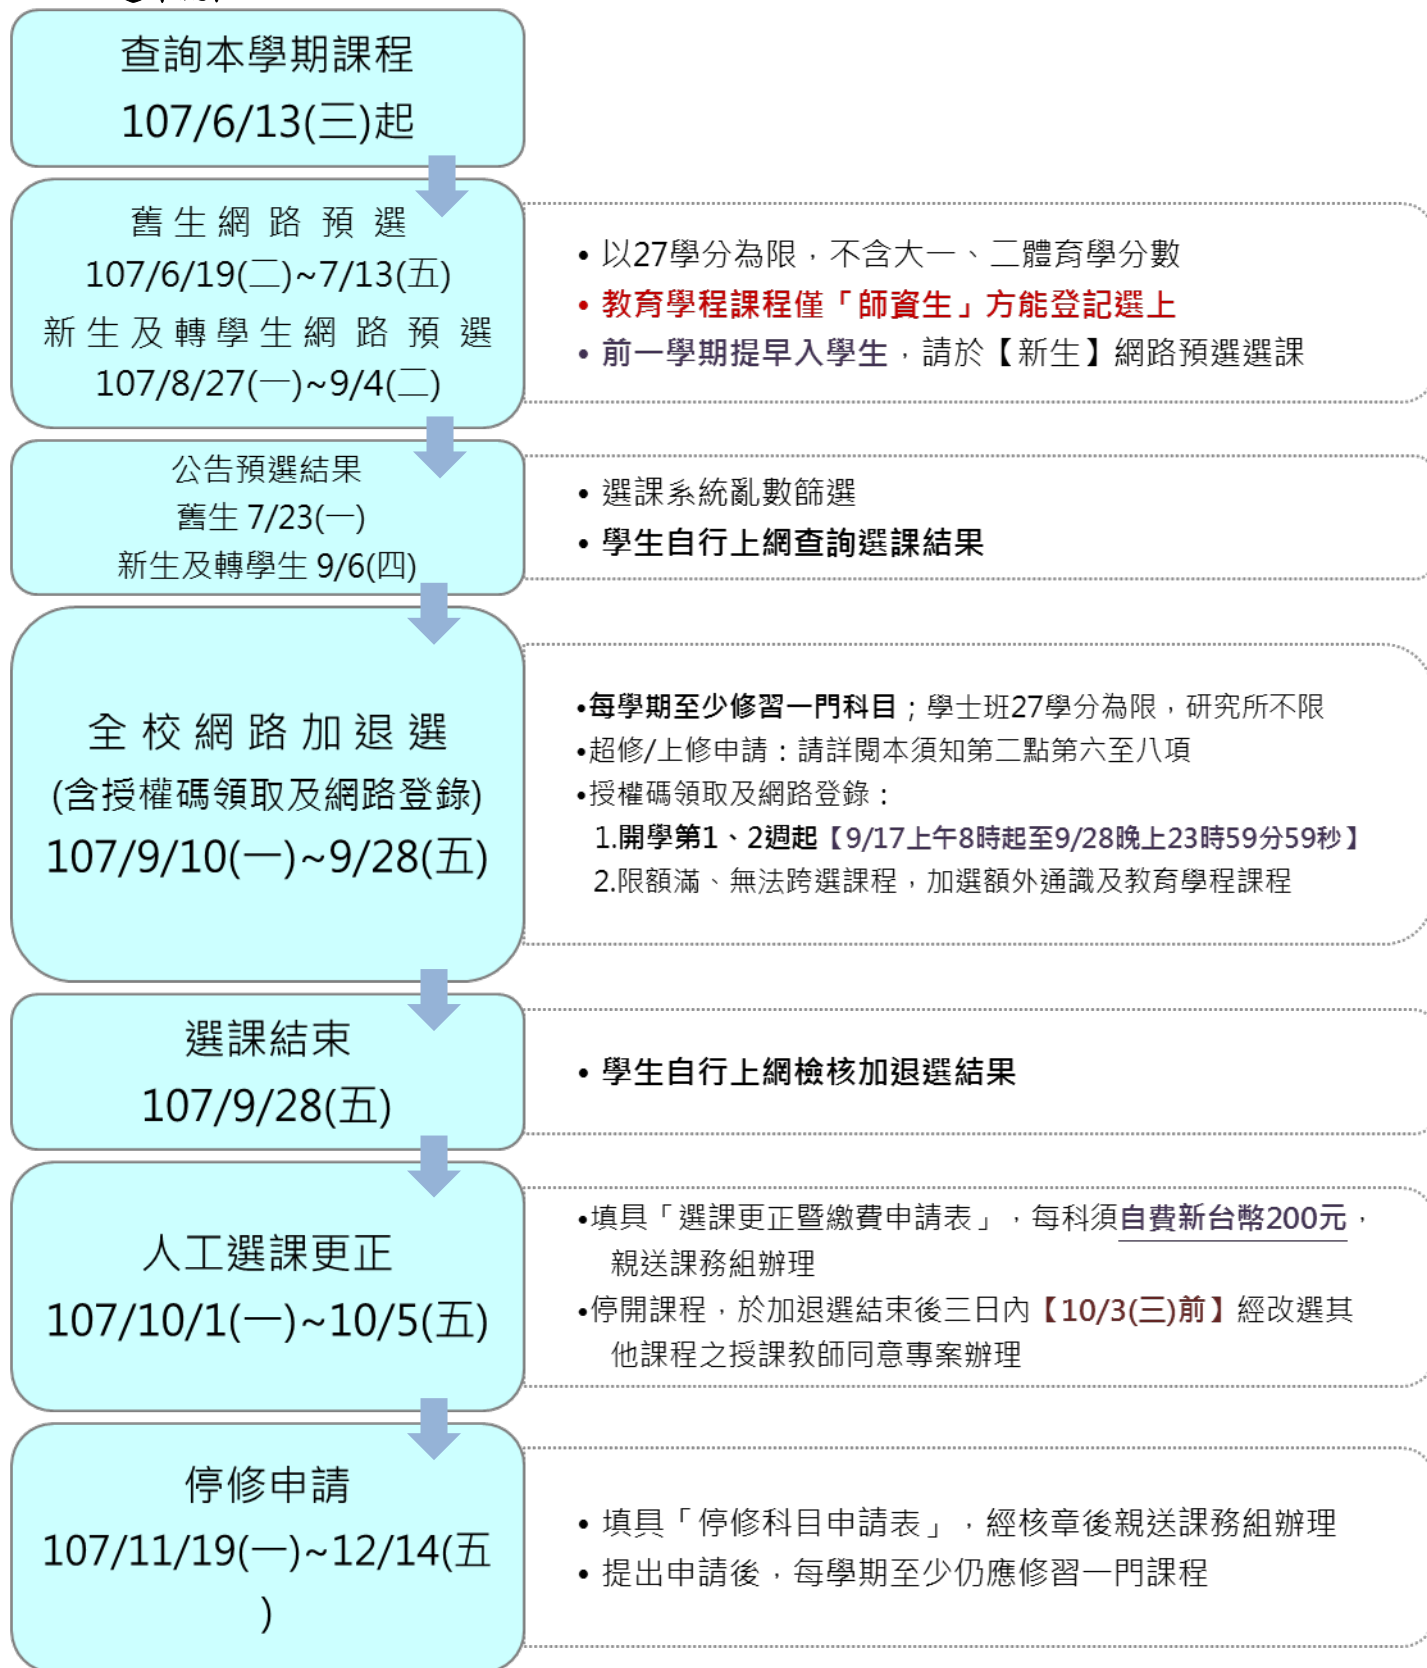 查詢本學期課程
107/6/13(三)起
舊生網路預選
107/6/19(二)~7/13(五)
新生及轉學生網路預選
107/8/27(一)~9/4(二)
• 以27學分為限，不含大一、二體育學分數
• 教育學程課程僅「師資生」方能登記選上
• 前一學期提早入學生，請於【新生】網路預選選課
公告預選結果
舊生 7/23(一)
新生及轉學生 9/6(四)
• 選課系統亂數篩選
• 學生自行上網查詢選課結果
全校網路加退選
(含授權碼領取及網路登錄)
107/9/10(一)~9/28(五)
•每學期至少修習一門科目；學士班27學分為限，研究所不限
•超修/上修申請：請詳閱本須知第二點第六至八項
•授權碼領取及網路登錄：
1.開學第1、2週起【9/17上午8時起至9/28晚上23時59分59秒】
2.限額滿、無法跨選課程，加選額外通識及教育學程課程
選課結束
107/9/28(五)
• 學生自行上網檢核加退選結果
人工選課更正
107/10/1(一)~10/5(五)
•填具「選課更正暨繳費申請表」，每科須自費新台幣200元，
親送課務組辦理
•停開課程，於加退選結束後三日內【10/3(三)前】經改選其
他課程之授課教師同意專案辦理
停修申請
107/11/19(一)~12/14(五
)
• 填具「停修科目申請表」，經核章後親送課務組辦理
• 提出申請後，每學期至少仍應修習一門課程